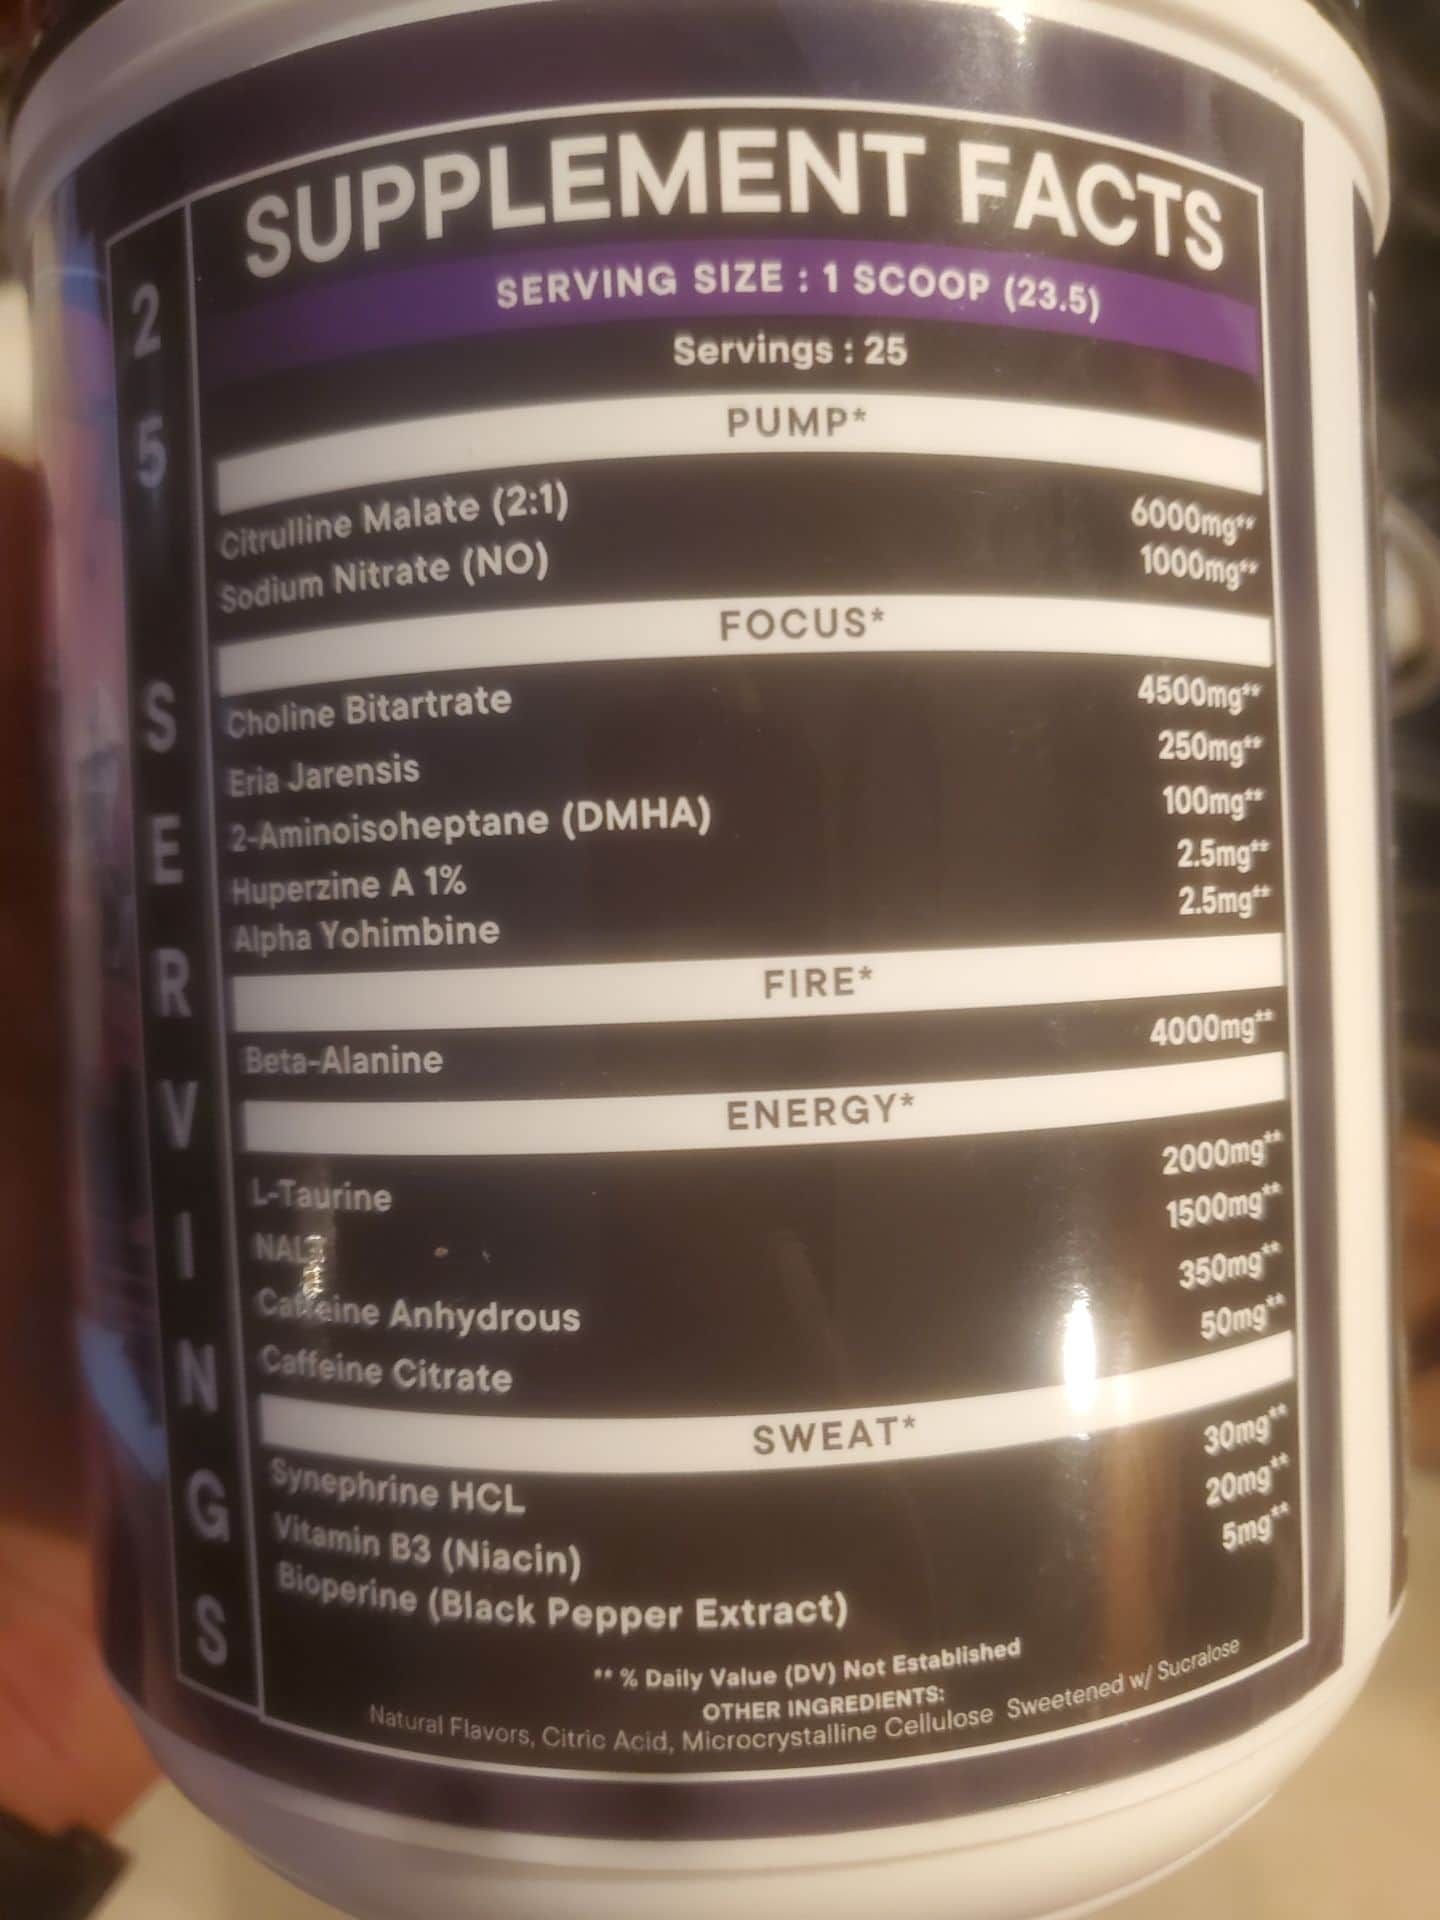 SUPPLEMENT FACTS
SERVING SIZE : 1 SCOOP (23.5)
Servings : 25
25 SERVINGS
PUMP*
Citrulline Malate (2:1) 6000mg**
Sodium Nitrate (NO) 1000mg**
FOCUS*
Choline Bitartrate 4500mg**
Eria Jarensis 250mg**
2-Aminoisoheptane (DMHA) 100mg**
Huperzine A 1% 2.5mg**
Alpha Yohimbine 2.5mg**
FIRE*
Beta-Alanine 4000mg**
ENERGY*
L-Taurine 2000mg**
NALT 1500mg**
Caffeine Anhydrous 350mg**
Caffeine Citrate 50mg**
SWEAT*
Synephrine HCL 30mg**
Vitamin B3 (Niacin) 20mg**
Bioperine (Black Pepper Extract) 5mg**
** % Daily Value (DV) Not Established
OTHER INGREDIENTS:
Natural Flavors, Citric Acid, Microcrystalline Cellulose Sweetened w/ Sucralose